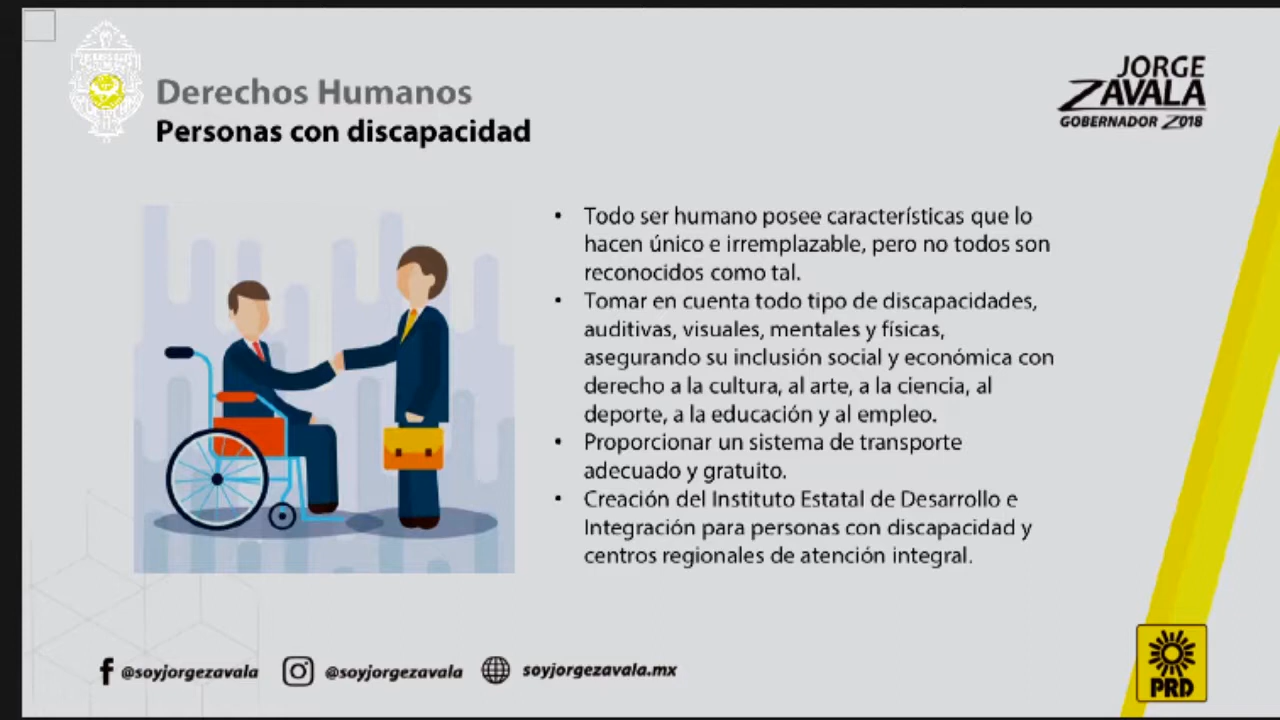 Derechos Humanos
Personas con discapacidad
JORGE
ZAVALA
GOBERNADOR Z018
• Todo ser humano posee características que lo
hacen único e irremplazable, pero no todos son
reconocidos como tal.
• Tomar en cuenta todo tipo de discapacidades,
auditivas, visuales, mentales y físicas,
asegurando su inclusión social y económica con
derecho a la cultura, al arte, a la ciencia, al
deporte, a la educación y al empleo.
• Proporcionar un sistema de transporte
adecuado y gratuito.
• Creación del Instituto Estatal de Desarrollo e
Integración para personas con discapacidad y
centros regionales de atención integral.
@soyjorgezavala @soyjorgezavala soyjorgezavala.mx
PRD